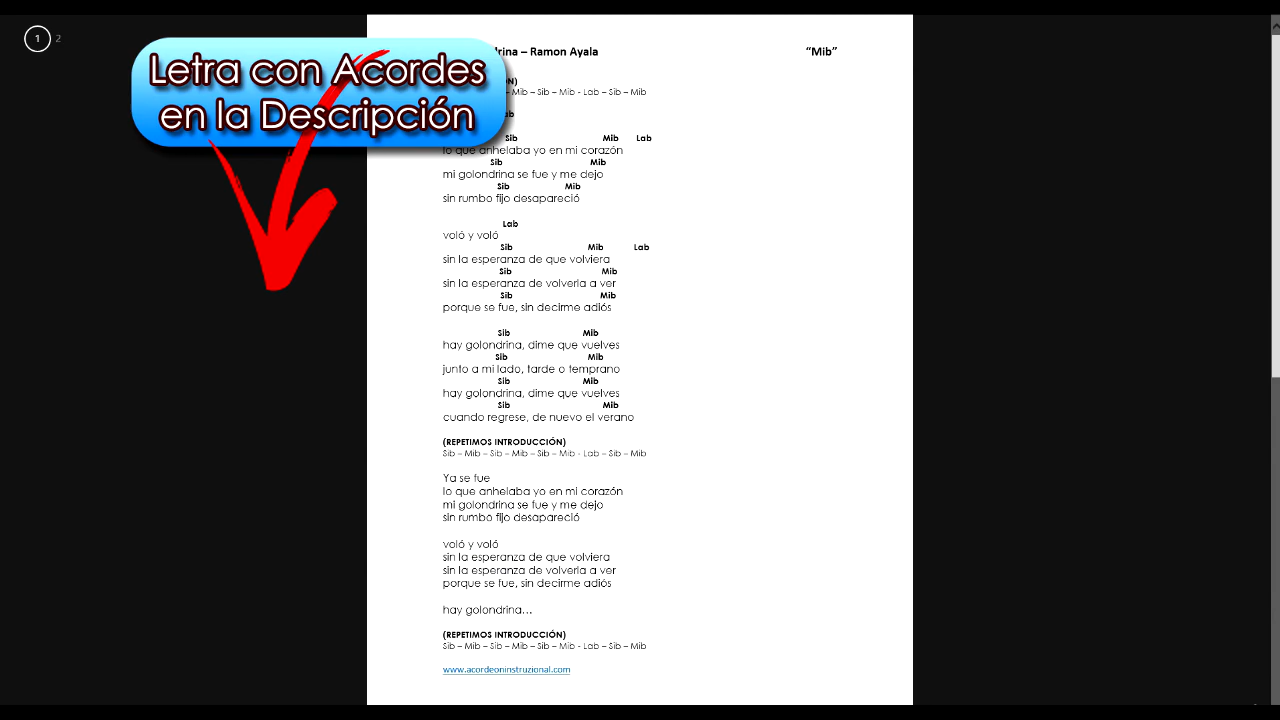 1 2
Letra con Acordes
en la Descripción
– Ramon Ayala "Mib"
– Mib – Sib – Mib - Lab – Sib – Mib
Sib Mib Lab
lo que anhelaba yo en mi corazón
Sib Mib
mi golondrina se fue y me dejo
Sib Mib
sin rumbo fijo desapareció
Lab
voló y voló
Sib Mib Lab
sin la esperanza de que volviera
Sib Mib
sin la esperanza de volverla a ver
Sib Mib
porque se fue, sin decirme adiós
Sib Mib
hay golondrina, dime que vuelves
Sib Mib
junto a mi lado, tarde o temprano
Sib Mib
hay golondrina, dime que vuelves
Sib Mib
cuando regrese, de nuevo el verano
(REPETIMOS INTRODUCCIÓN)
Sib – Mib – Sib – Mib – Sib – Mib - Lab – Sib – Mib
Ya se fue
lo que anhelaba yo en mi corazón
mi golondrina se fue y me dejo
sin rumbo fijo desapareció
voló y voló
sin la esperanza de que volviera
sin la esperanza de volverla a ver
porque se fue, sin decirme adiós
hay golondrina...
(REPETIMOS INTRODUCCIÓN)
Sib – Mib – Sib – Mib – Sib – Mib - Lab – Sib – Mib
www.acordeoninstruzional.com